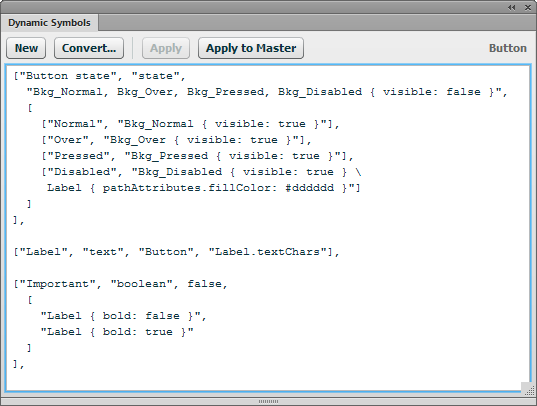 Dynamic Symbols
New Convert... Apply Apply to Master Button
["Button state", "state",
  "Bkg_Normal, Bkg_Over, Bkg_Pressed, Bkg_Disabled { visible: false }",
  [
    ["Normal", "Bkg_Normal { visible: true }"],
    ["Over", "Bkg_Over { visible: true }"],
    ["Pressed", "Bkg_Pressed { visible: true }"],
    ["Disabled", "Bkg_Disabled { visible: true } \
     Label { pathAttributes.fillColor: #dddddd }"]
  ]
],
["Label", "text", "Button", "Label.textChars"],
["Important", "boolean", false,
  [
    "Label { bold: false }",
    "Label { bold: true }"
  ]
],